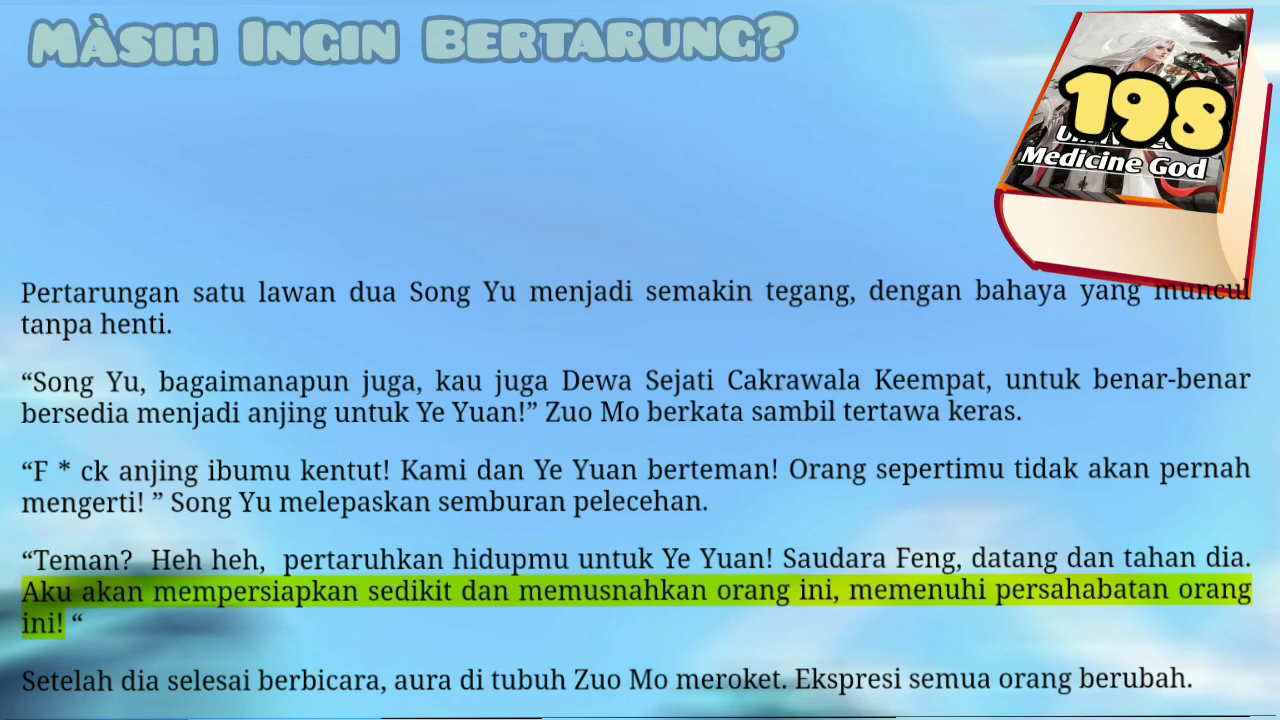 Màsih Ingin Bertarung?
198
Medicine God
Pertarungan satu lawan dua Song Yu menjadi semakin tegang, dengan bahaya yang muncul
tanpa henti.
“Song Yu, bagaimanapun juga, kau juga Dewa Sejati Cakrawala Keempat, untuk benar-benar
bersedia menjadi anjing untuk Ye Yuan!” Zuo Mo berkata sambil tertawa keras.
“F * ck anjing ibumu kentut! Kami dan Ye Yuan berteman! Orang sepertimu tidak akan pernah
mengerti! ” Song Yu melepaskan semburan pelecehan.
“Teman? Heh heh, pertaruhkan hidupmu untuk Ye Yuan! Saudara Feng, datang dan tahan dia.
Aku akan mempersiapkan sedikit dan memusnahkan orang ini, memenuhi persahabatan orang
ini! “
Setelah dia selesai berbicara, aura di tubuh Zuo Mo meroket. Ekspresi semua orang berubah.